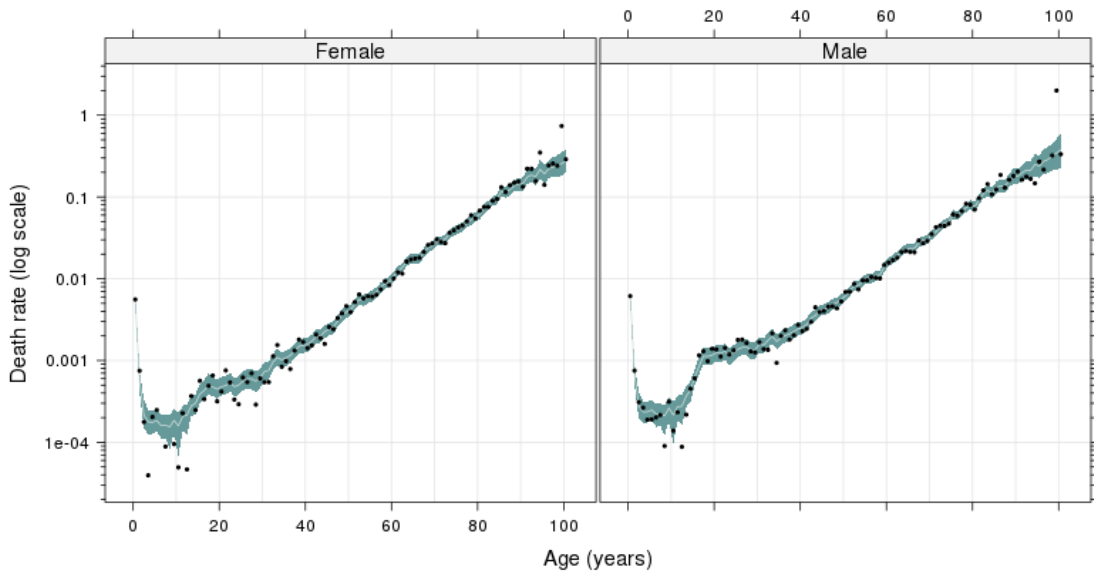 0 20 40 60 80 100
Female Male
1
0.1
0.01
0.001
1e-04
Death rate (log scale)
0 20 40 60 80 100
Age (years)